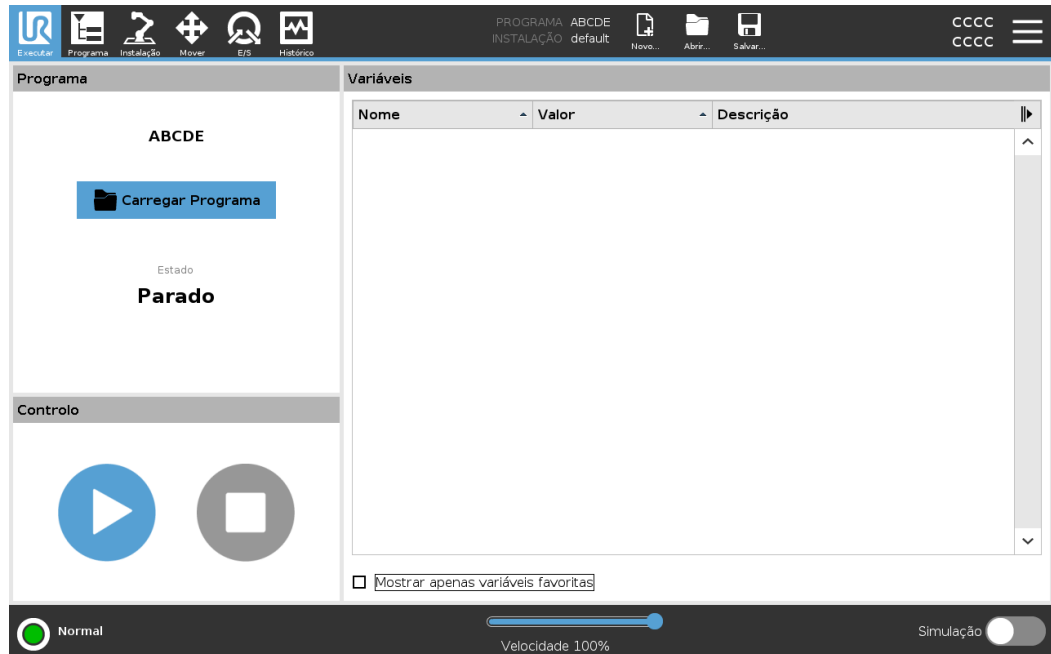 UR
Executar Programa Instalação Mover E/S Histórico
PROGRAMA ABCDE
INSTALAÇÃO default
Novo... Abrir... Salvar...
CCCC
CCCC
Programa
ABCDE
Carregar Programa
Estado
Parado
Controlo
Variáveis
Nome Valor Descrição
Mostrar apenas variáveis favoritas
Normal
Velocidade 100%
Simulação